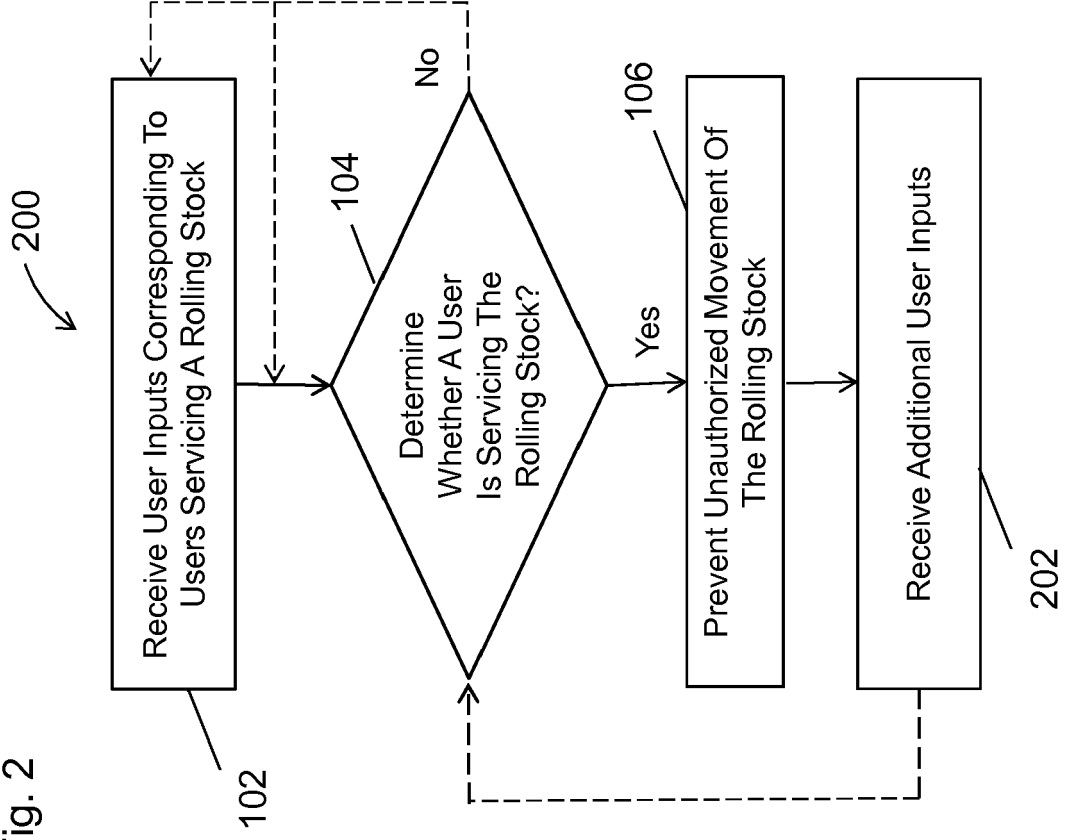 ig. 2
200
Receive User Inputs Corresponding To
Users Servicing A Rolling Stock
102
104
Determine
Whether A User
Is Servicing The
Rolling Stock?
No
Yes
106
Prevent Unauthorized Movement Of
The Rolling Stock
Receive Additional User Inputs
202